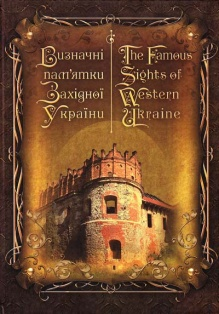 Визначні
пам'ятки
Західної
України
The Famous
Sights of
Western
Ukraine